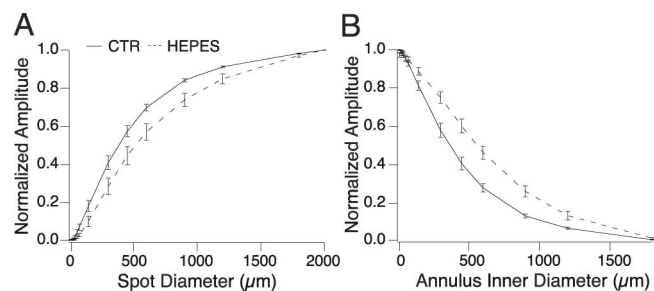 A
B
CTR
HEPES
Normalized Amplitude
1.0
0.8
0.6
0.4
0.2
0.0
0
500
1000
1500
2000
Spot Diameter (µm)
Normalized Amplitude
1.0
0.8
0.6
0.4
0.2
0.0
0
500
1000
1500
Annulus Inner Diameter (µm)